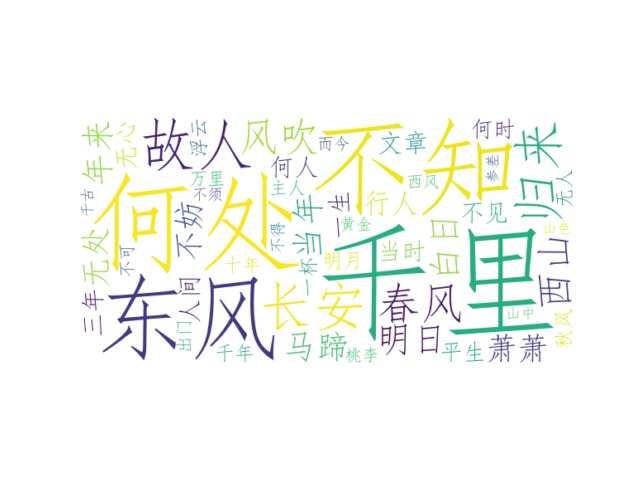 何处
不知
千里
东风
故人
长安
归来
春风
西山
风吹
年来
无心
浮云
而今
文章
何时
参差
无人
千古
万里
不须
何人
主人
西风
行人
一生
不妨
当年
不得
黄金
不见
白日
山色
无处
不可
十年
一杯
明月
当时
三年
人间
出门
千年
马蹄
桃李
明日
平生
萧萧
山中
秋风